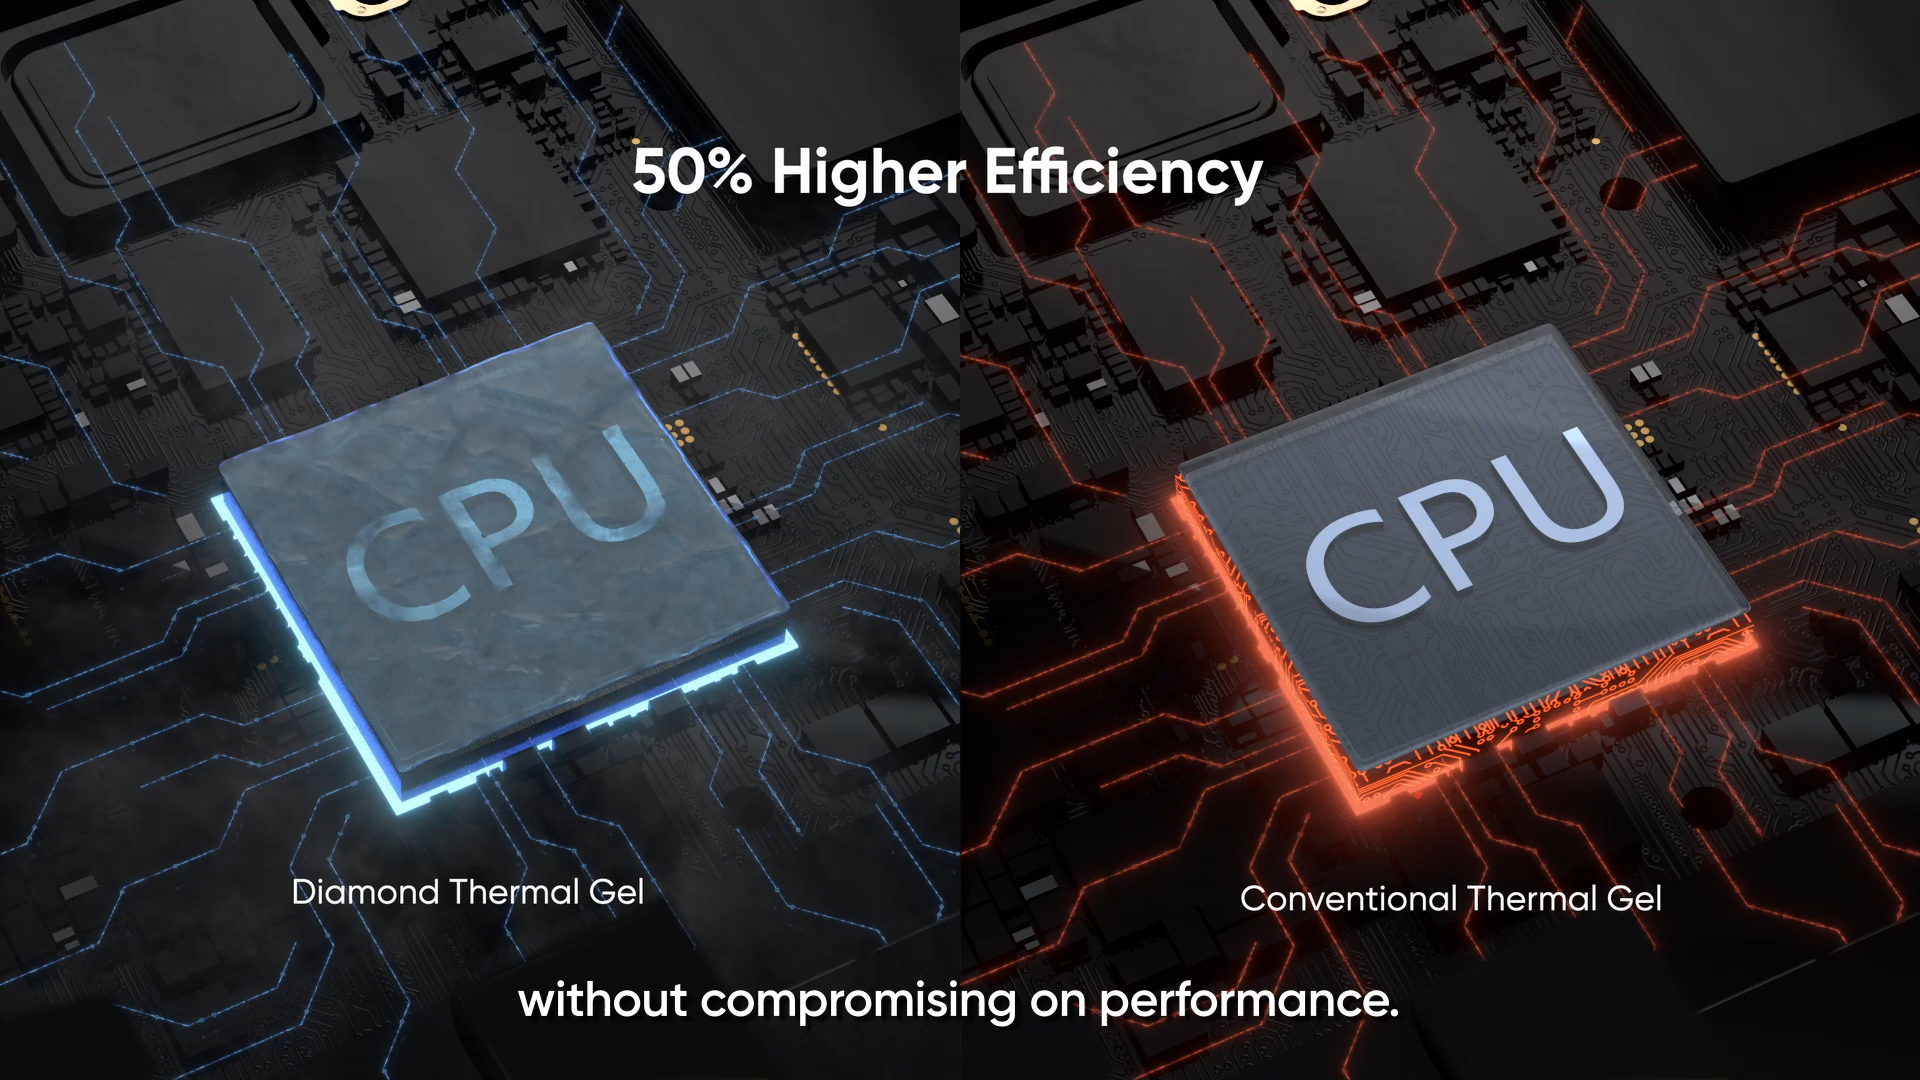 50% Higher Efficiency
CPU
CPU
Diamond Thermal Gel
Conventional Thermal Gel
without compromising on performance.